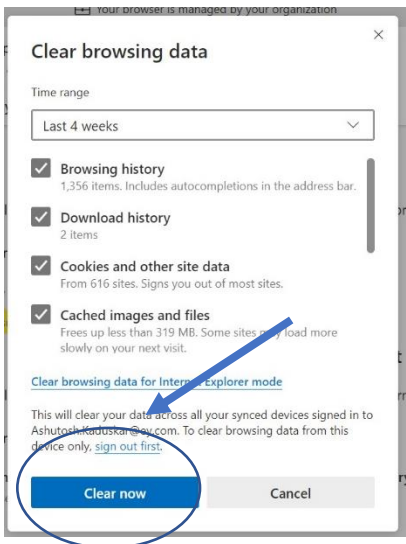 Your browser is managed by your organization
Clear browsing data
Time range
Last 4 weeks
Browsing history
1,356 items. Includes autocompletions in the address bar.
Download history
2 items
Cookies and other site data
From 616 sites. Signs you out of most sites.
Cached images and files
Frees up less than 319 MB. Some sites may load more
slowly on your next visit.
Clear browsing data for Internet Explorer mode
This will clear your data across all your synced devices signed in to
Ashutosh.Kaduskar@ey.com. To clear browsing data from this
device only, sign out first.
Clear now
Cancel